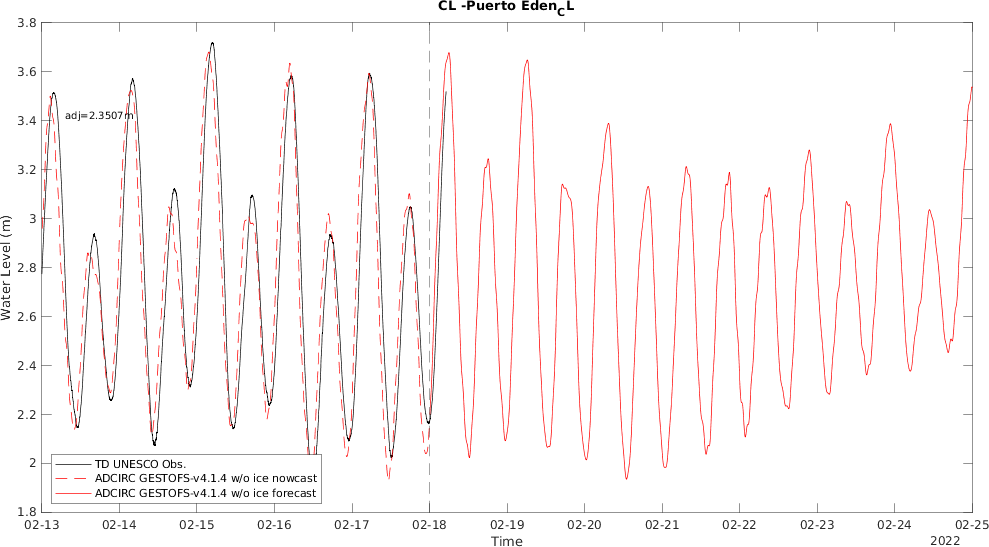 CL -Puerto Eden_CL
3.8
3.6
3.4
3.2
3
2.8
2.6
2.4
2.2
2
1.8
Water Level (m)
adj=2.3507m
TD UNESCO Obs.
ADCIRC GESTOFS-v4.1.4 w/o ice nowcast
ADCIRC GESTOFS-v4.1.4 w/o ice forecast
02-13 02-14 02-15 02-16 02-17 02-18 02-19 02-20 02-21 02-22 02-23 02-24 02-25
Time
2022